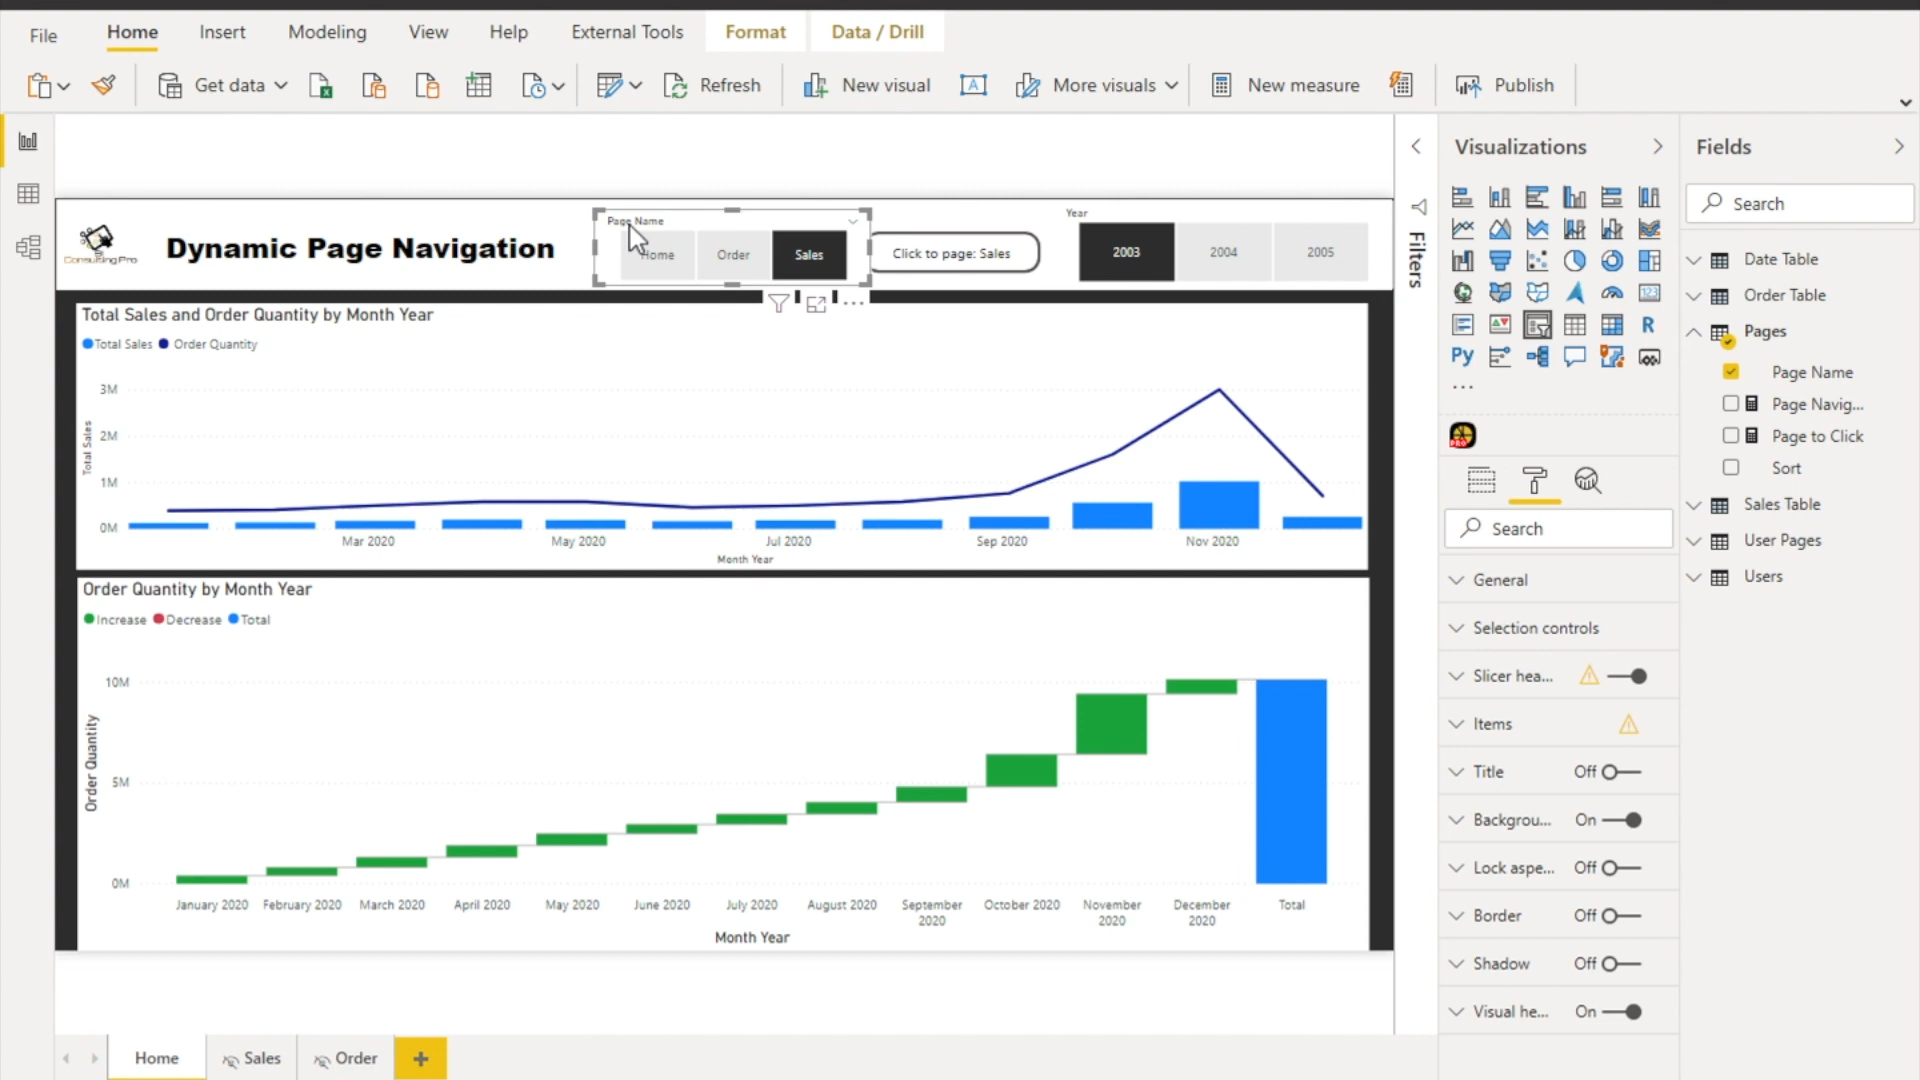 File Home Insert Modeling View Help External Tools Format Data / Drill
Get data Refresh New visual More visuals New measure Publish
Consulting Pro
Dynamic Page Navigation
Page Name
Home Order Sales
Click to page: Sales
Year
2003 2004 2005
Total Sales and Order Quantity by Month Year
Total Sales Order Quantity
3M
2M
1M
0M
Total Sales
Mar 2020 May 2020 Jul 2020 Sep 2020 Nov 2020
Month Year
Order Quantity by Month Year
Increase Decrease Total
10M
5M
0M
Order Quantity
January 2020 February 2020 March 2020 April 2020 May 2020 June 2020 July 2020 August 2020 September 2020 October 2020 November 2020 December 2020 Total
Month Year
Home Sales Order +
Filters
Visualizations
R
Py
123
PRO
Search
General
Selection controls
Slicer hea...
Items
Title Off
Backgrou... On
Lock aspe... Off
Border Off
Shadow Off
Visual he... On
Fields
Search
Date Table
Order Table
Pages
Page Name
Page Navig...
Page to Click
Sort
Sales Table
User Pages
Users